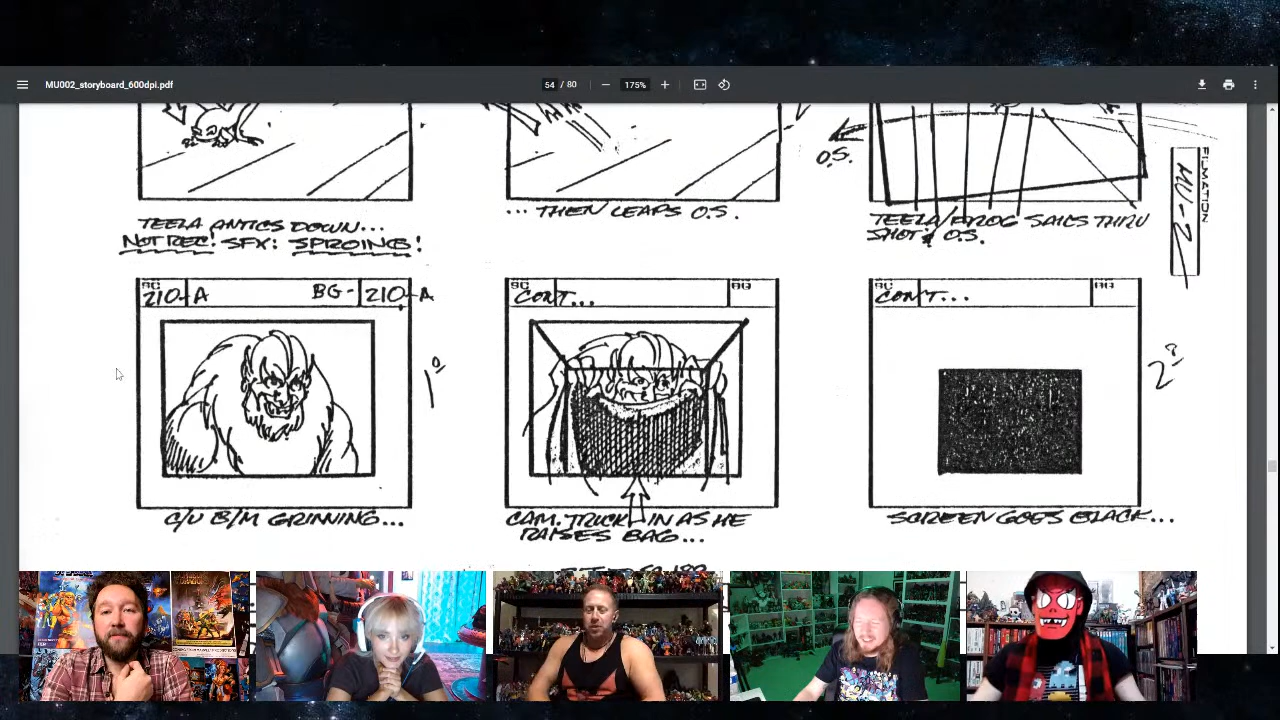 MU002_storyboard_600dpi.pdf
54 / 80
175%
O.S.
TEELA ANTICS DOWN...
NOT REC! SFX: SPROING!
... THEN LEAPS O.S.
TEELA/FROG SAILS THRU
SHOT & O.S.
FILMATION
MU-2
SC
210 A
BG-
210 A
1
SC
CONT...
BG
SC
CON'T...
BG
2
C/U B/M GRINNING...
CAM. TRUCK IN AS HE
RAISES BAG...
SCREEN GOES BLACK...